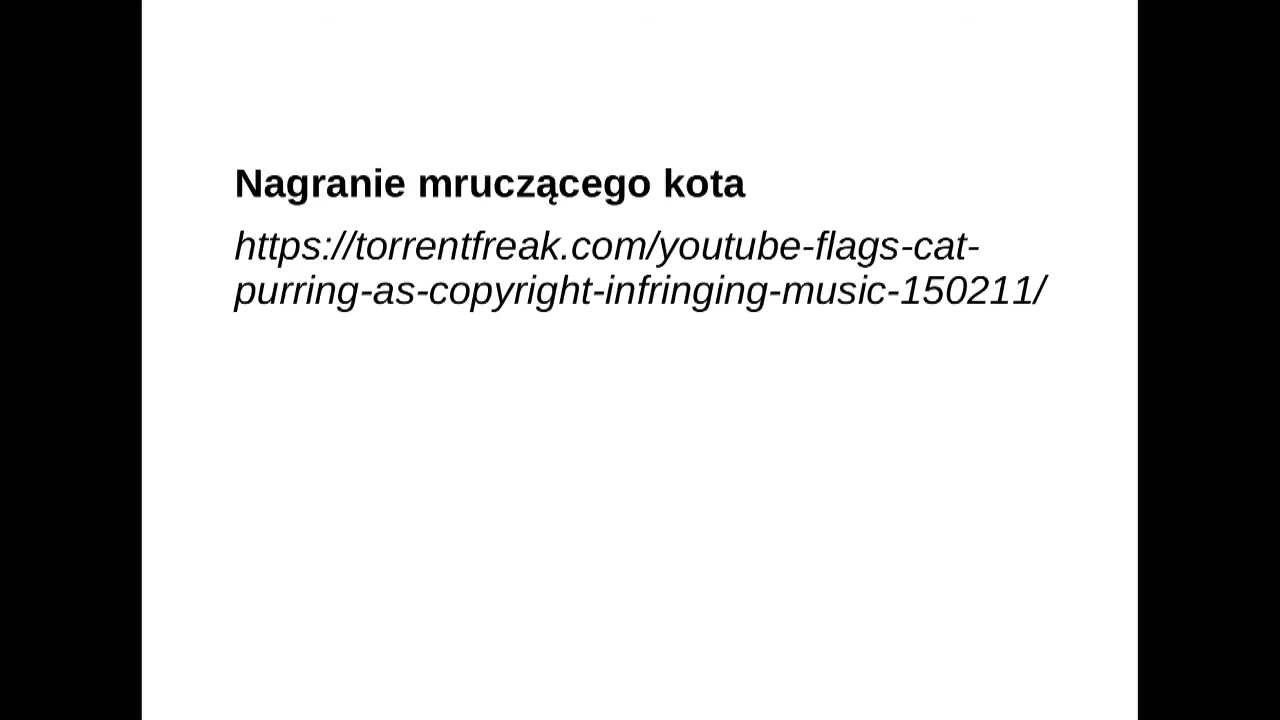 Nagranie mruczącego kota
https://torrentfreak.com/youtube-flags-cat-
purring-as-copyright-infringing-music-150211/